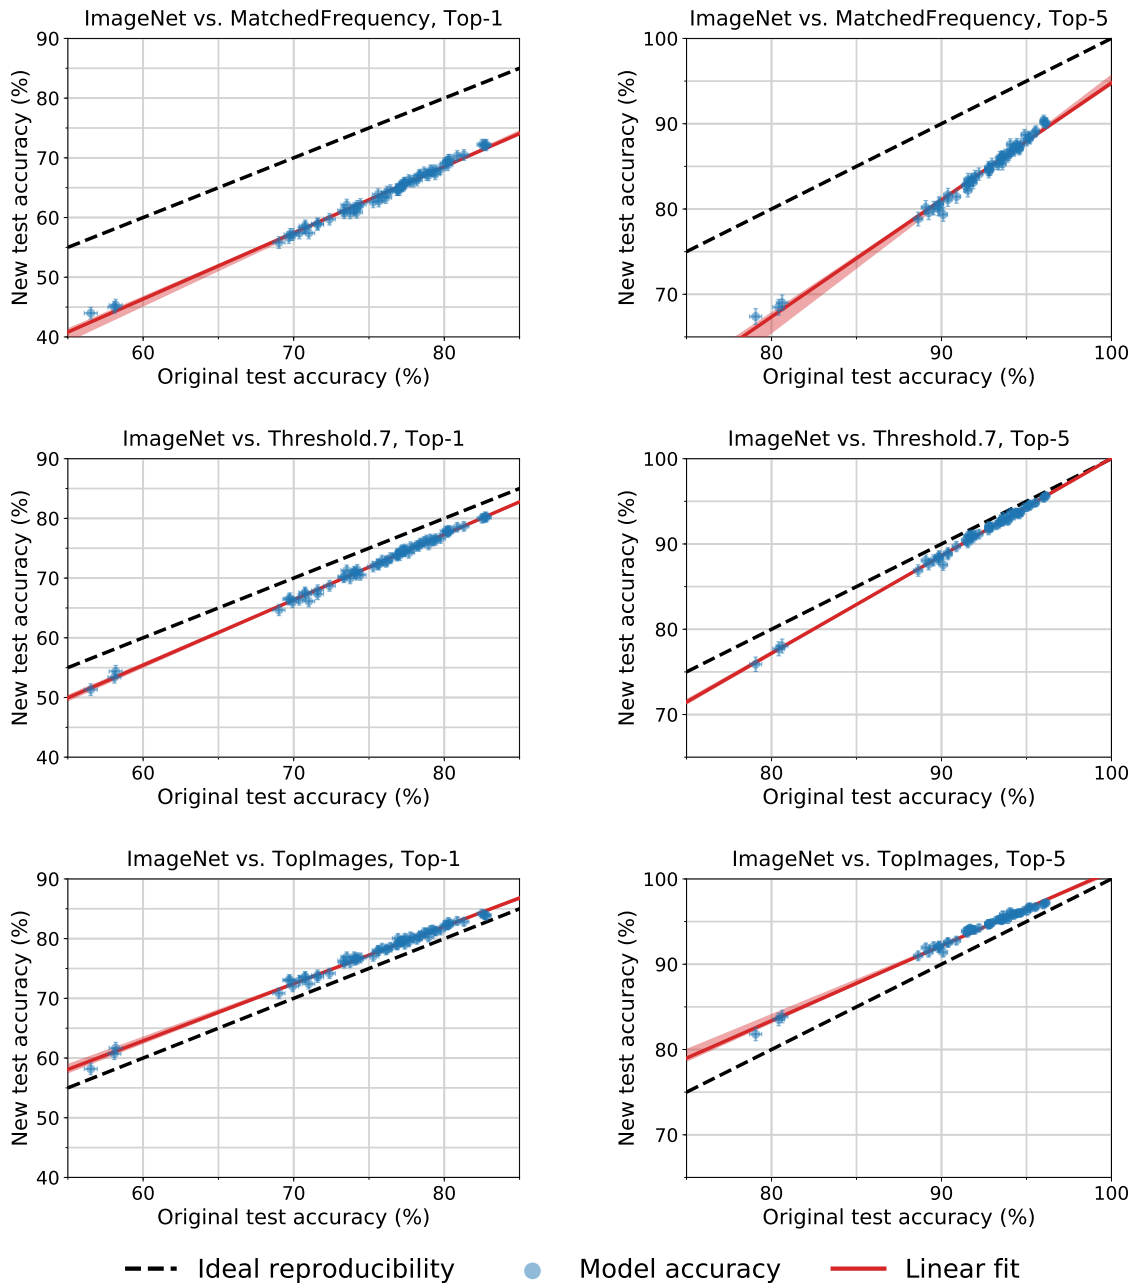 ImageNet vs. MatchedFrequency, Top-1
90
80
70
60
50
40
New test accuracy (%)
60
70
80
Original test accuracy (%)
ImageNet vs. MatchedFrequency, Top-5
100
90
80
70
New test accuracy (%)
80
90
100
Original test accuracy (%)
ImageNet vs. Threshold.7, Top-1
90
80
70
60
50
40
New test accuracy (%)
60
70
80
Original test accuracy (%)
ImageNet vs. Threshold.7, Top-5
100
90
80
70
New test accuracy (%)
80
90
100
Original test accuracy (%)
ImageNet vs. TopImages, Top-1
90
80
70
60
50
40
New test accuracy (%)
60
70
80
Original test accuracy (%)
ImageNet vs. TopImages, Top-5
100
90
80
70
New test accuracy (%)
80
90
100
Original test accuracy (%)
Ideal reproducibility
Model accuracy
Linear fit